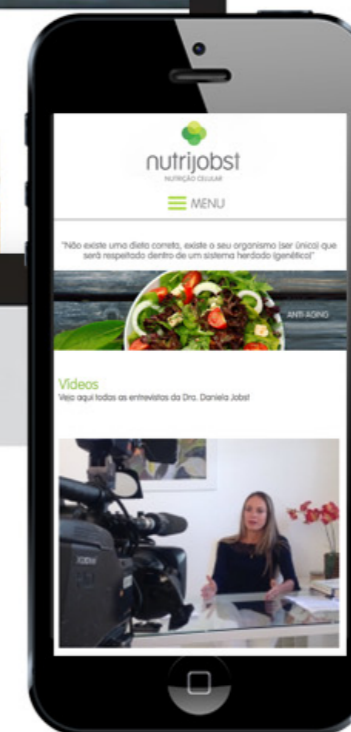 nutrijobst
NUTRIÇÃO CELULAR
MENU
"Não existe uma dieta correta, existe o seu organismo (ser único) que
será respeitado dentro de um sistema herdado (genético)"
ANTI-AGING
Vídeos
Veja aqui todas as entrevistas da Dra. Daniela Jobst